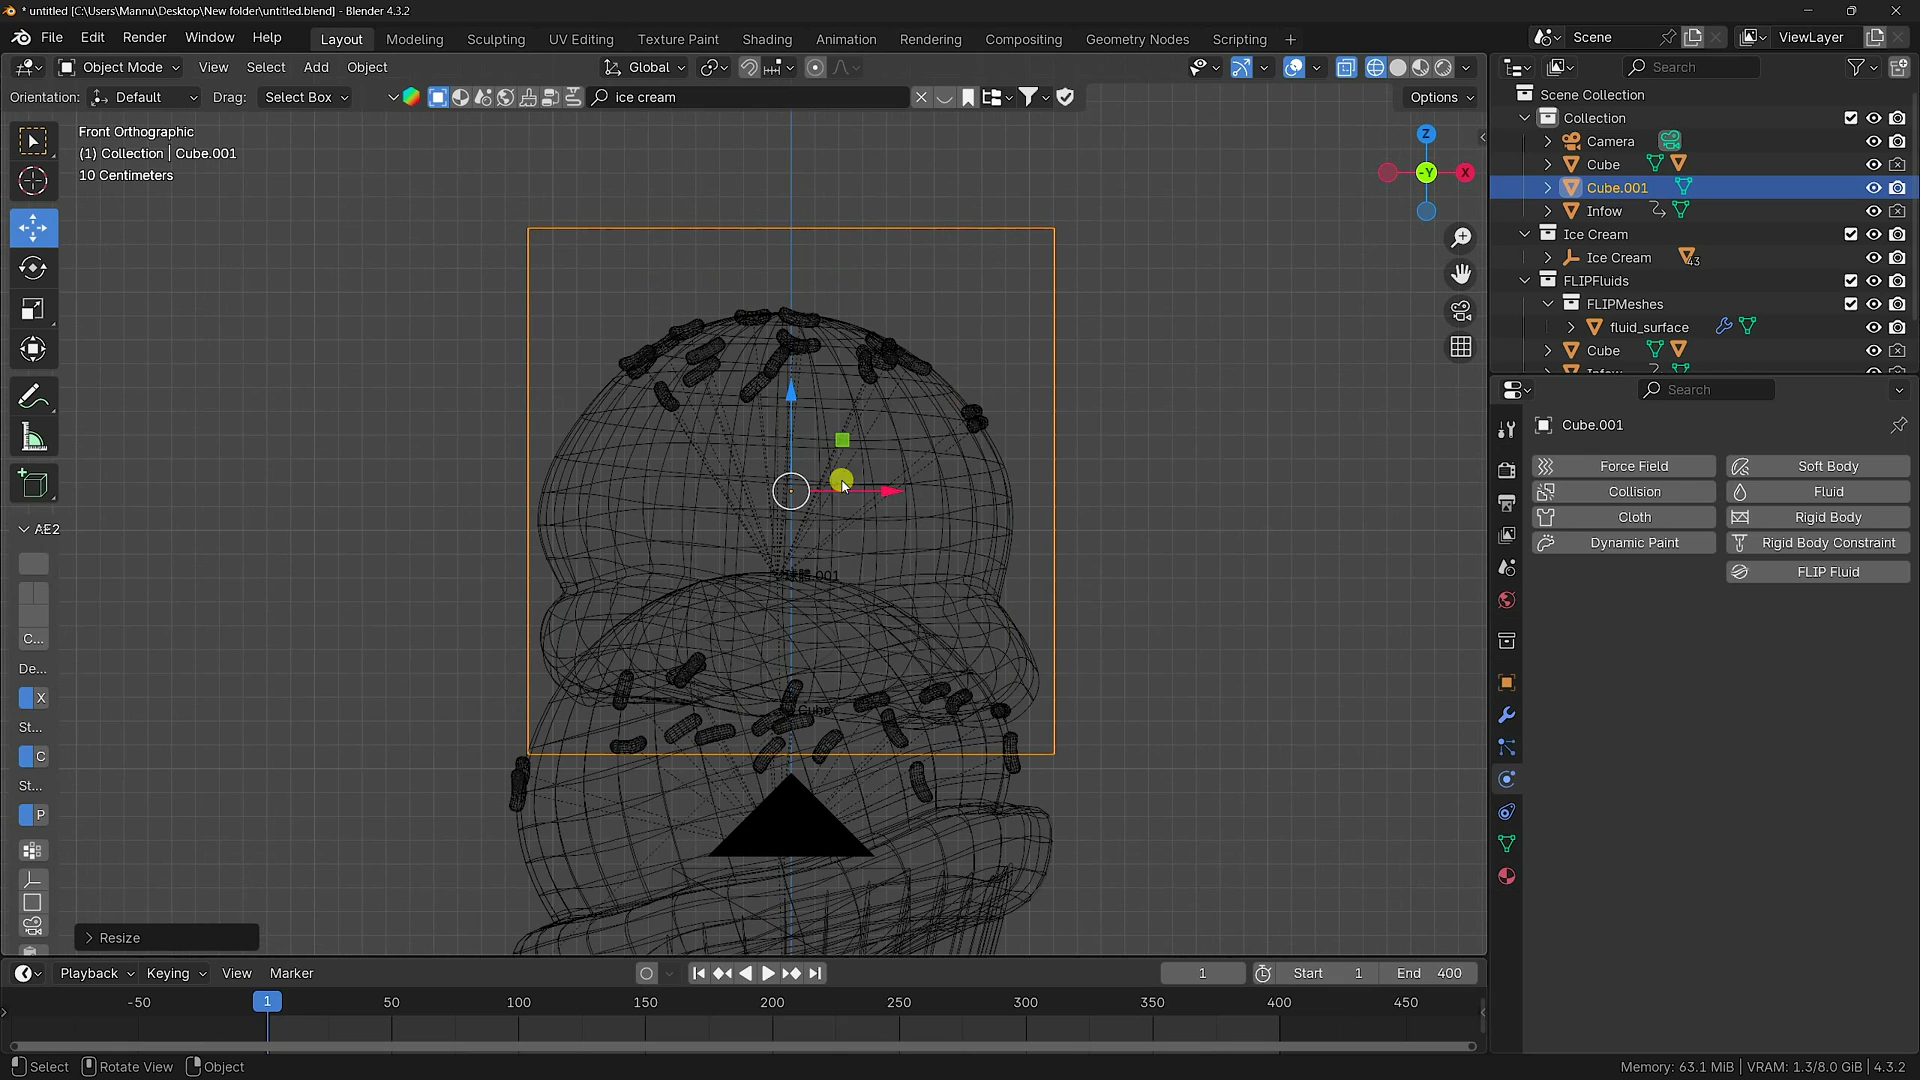 * untitled [C:\Users\Mannu\Desktop\New folder\untitled.blend] - Blender 4.3.2
File Edit Render Window Help
Layout Modeling Sculpting UV Editing Texture Paint Shading Animation Rendering Compositing Geometry Nodes Scripting +
Scene
ViewLayer
Object Mode View Select Add Object
Global
Search
Orientation: Default Drag: Select Box
ice cream
Options
Front Orthographic
(1) Collection | Cube.001
10 Centimeters
Z
-Y
X
Scene Collection
Collection
Camera
Cube
Cube.001
Infow
Ice Cream
Ice Cream
43
FLIPFluids
FLIPMeshes
fluid_surface
Cube
Infow
Search
Cube.001
Force Field Soft Body
Collision Fluid
Cloth Rigid Body
Dynamic Paint Rigid Body Constraint
FLIP Fluid
AE2
C...
De...
X
St...
C
St...
P
Cube
Resize
Playback Keying View Marker
1
Start 1
End 400
-50 1 50 100 150 200 250 300 350 400 450
Select Rotate View Object
Memory: 63.1 MiB | VRAM: 1.3/8.0 GiB | 4.3.2